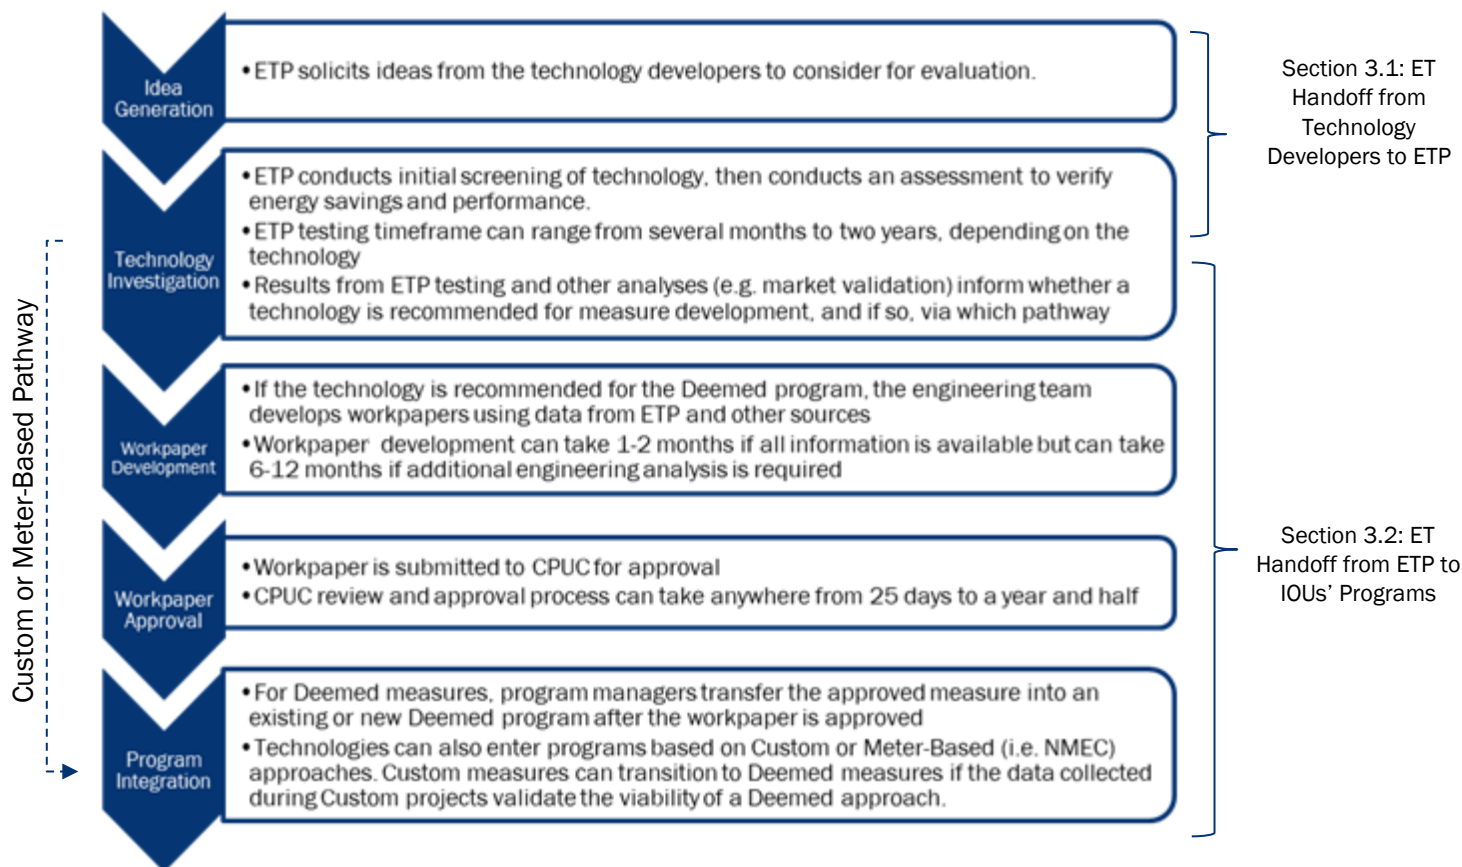 Idea
Generation
•ETP solicits ideas from the technology developers to consider for evaluation.
Section 3.1: ET
Handoff from
Technology
Developers to ETP
Technology
Investigation
•ETP conducts initial screening of technology, then conducts an assessment to verify
energy savings and performance.
•ETP testing timeframe can range from several months to two years, depending on the
technology
•Results from ETP testing and other analyses (e.g. market validation) inform whether a
technology is recommended for measure development, and if so, via which pathway
Custom or Meter-Based Pathway
Workpaper
Development
•If the technology is recommended for the Deemed program, the engineering team
develops workpapers using data from ETP and other sources
•Workpaper development can take 1-2 months if all information is available but can take
6-12 months if additional engineering analysis is required
Workpaper
Approval
•Workpaper is submitted to CPUC for approval
•CPUC review and approval process can take anywhere from 25 days to a year and half
Section 3.2: ET
Handoff from ETP to
IOUs’ Programs
Program
Integration
•For Deemed measures, program managers transfer the approved measure into an
existing or new Deemed program after the workpaper is approved
•Technologies can also enter programs based on Custom or Meter-Based (i.e. NMEC)
approaches. Custom measures can transition to Deemed measures if the data collected
during Custom projects validate the viability of a Deemed approach.